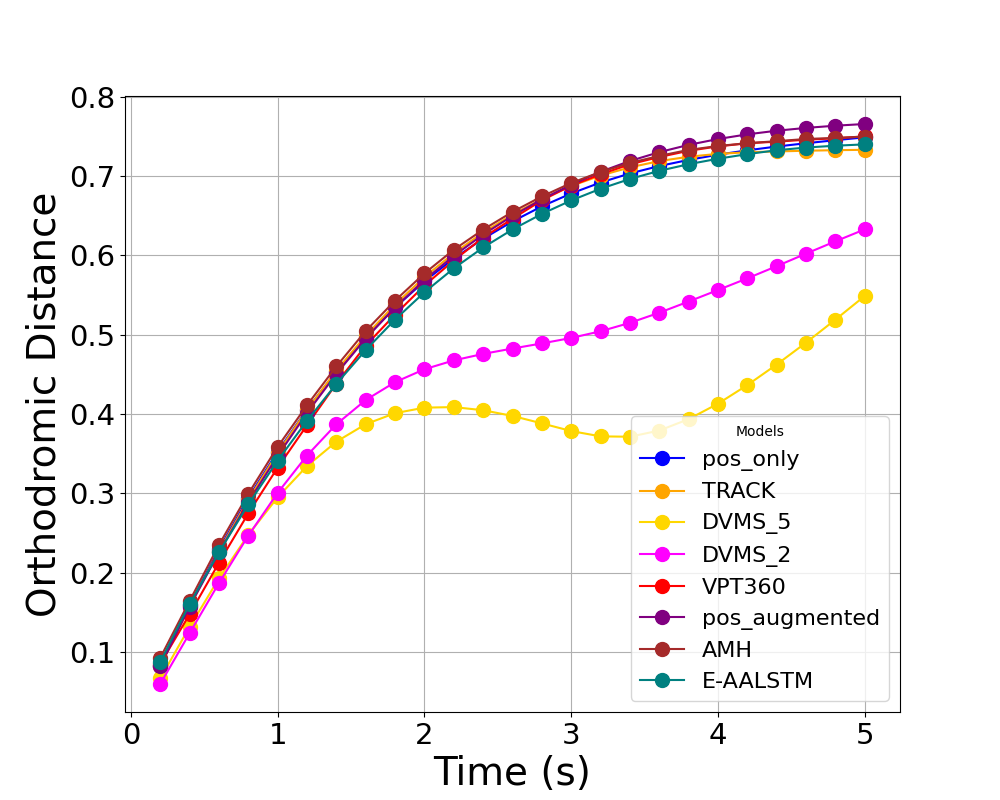 0.8
0.7
0.6
0.5
0.4
0.3
0.2
0.1
Orthodromic Distance
Models
pos_only
TRACK
DVMS_5
DVMS_2
VPT360
pos_augmented
AMH
E-AALSTM
0 1 2 3 4 5
Time (s)